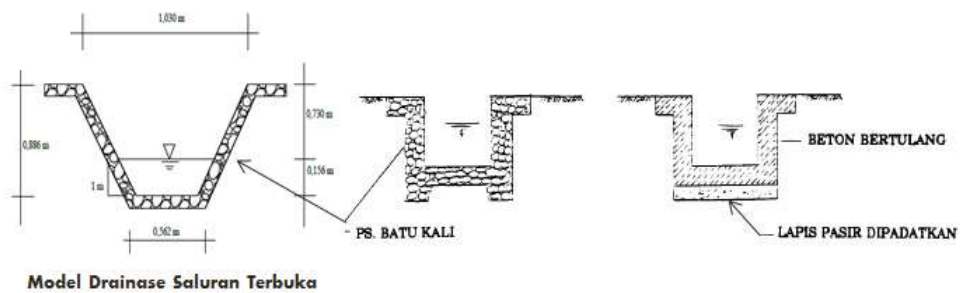 1,030 m
0,886 m
0,730 m
0,156 m
1 m
0,562 m
PS. BATU KALI
BETON BERTULANG
LAPIS PASIR DIPADATKAN
Model Drainase Saluran Terbuka